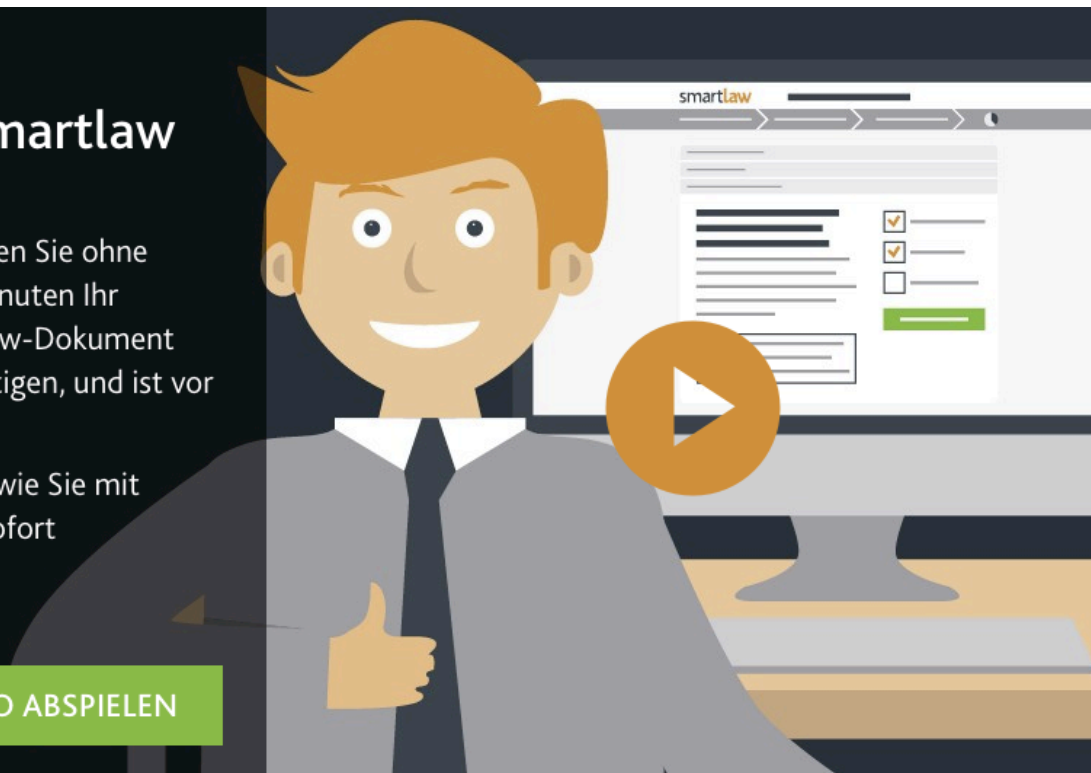 martlaw
en Sie ohne
nuten Ihr
w-Dokument
tigen, und ist vor
wie Sie mit
ofort
O ABSPIELEN
smartlaw